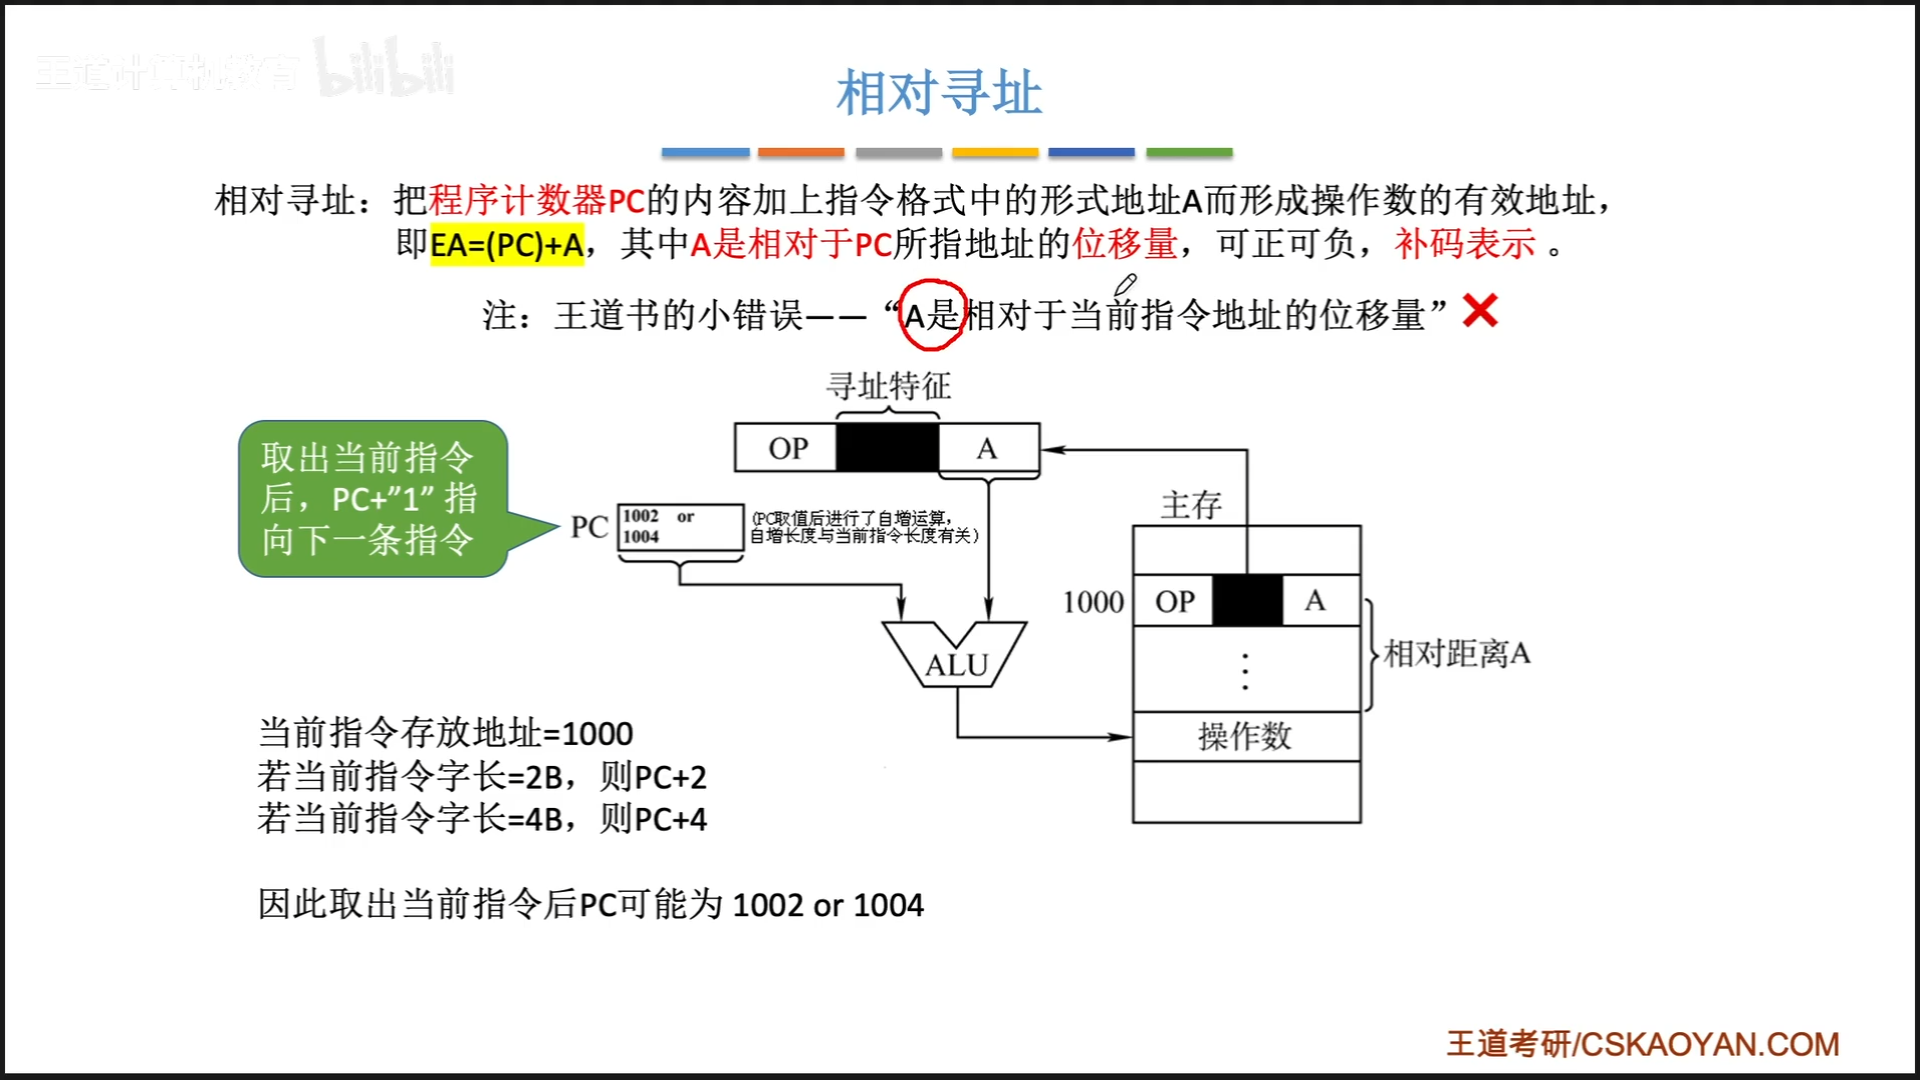 王道计算机教育 bilibili
相对寻址
相对寻址：把程序计数器PC的内容加上指令格式中的形式地址A而形成操作数的有效地址，
即EA=(PC)+A，其中A是相对于PC所指地址的位移量，可正可负，补码表示 。
注：王道书的小错误——“A是相对于当前指令地址的位移量”
寻址特征
OP
A
取出当前指令
后，PC+”1” 指
向下一条指令
PC
1002 or
1004
(PC取值后进行了自增运算，
自增长度与当前指令长度有关)
主存
1000
OP
A
ALU
相对距离A
操作数
当前指令存放地址=1000
若当前指令字长=2B，则PC+2
若当前指令字长=4B，则PC+4
因此取出当前指令后PC可能为 1002 or 1004
王道考研/CSKAOYAN.COM